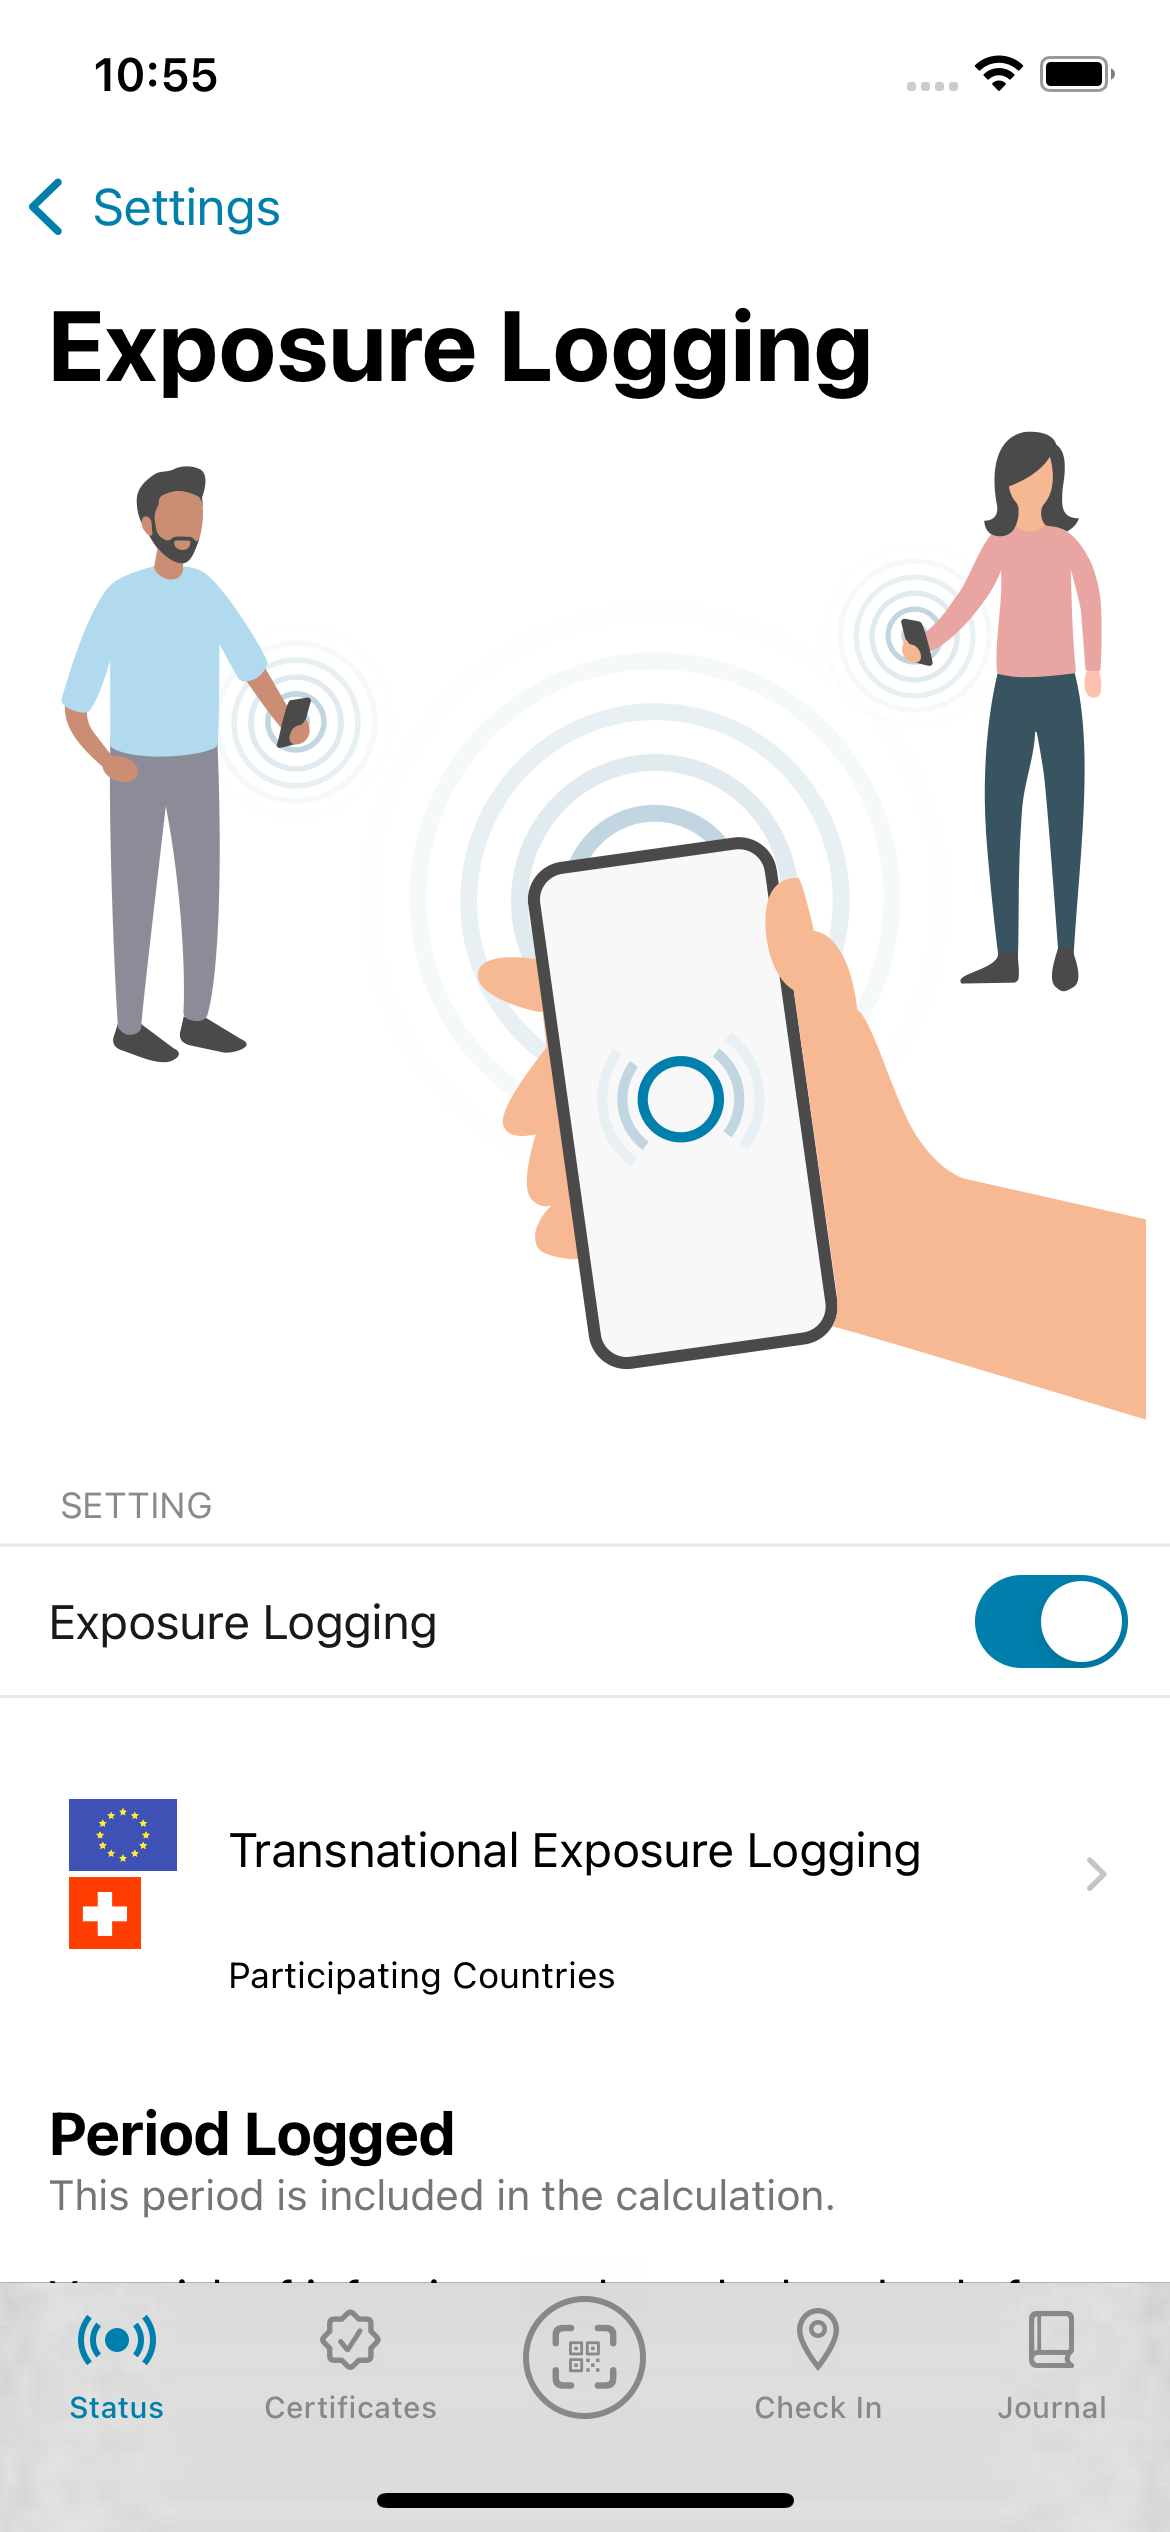 10:55
Settings
Exposure Logging
SETTING
Exposure Logging
Transnational Exposure Logging
Participating Countries
Period Logged
This period is included in the calculation.
Status
Certificates
Check In
Journal